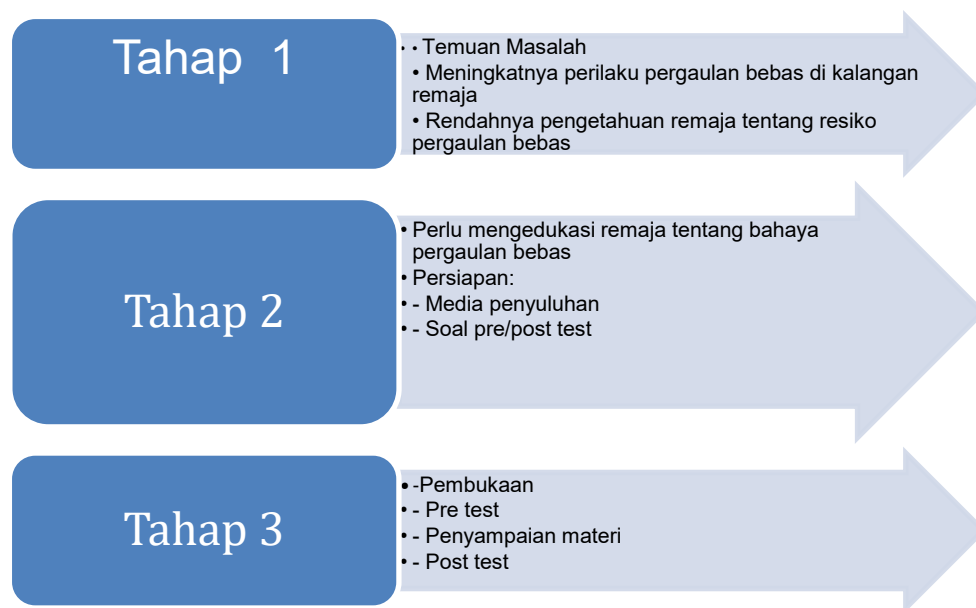 Tahap 1
• • Temuan Masalah
• Meningkatnya perilaku pergaulan bebas di kalangan
remaja
• Rendahnya pengetahuan remaja tentang resiko
pergaulan bebas
Tahap 2
• Perlu mengedukasi remaja tentang bahaya
pergaulan bebas
• Persiapan:
• - Media penyuluhan
• - Soal pre/post test
Tahap 3
• -Pembukaan
• - Pre test
• - Penyampaian materi
• - Post test